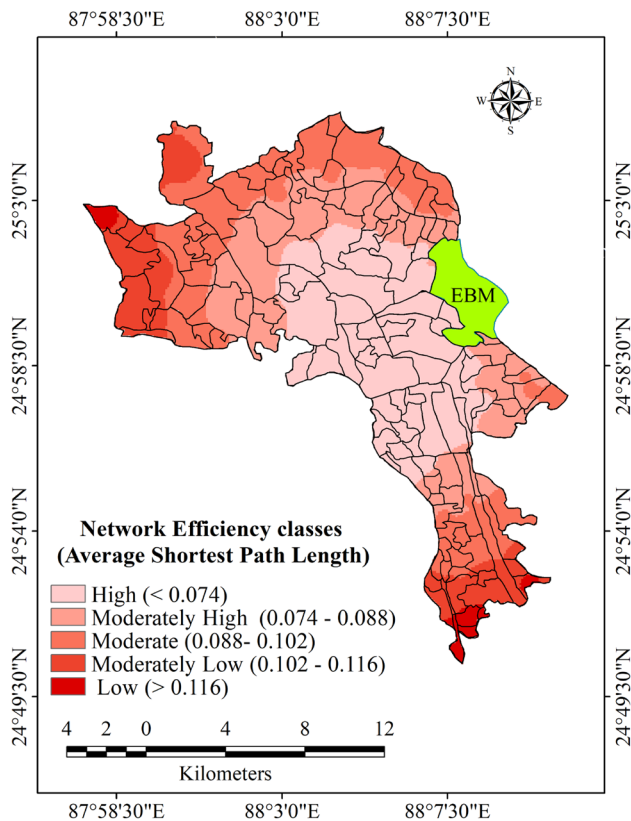 87°58'30"E 88°3'0"E 88°7'30"E
N
W E
S
25°3'0"N 25°3'0"N
EBM
24°58'30"N 24°58'30"N
24°54'0"N 24°54'0"N
Network Efficiency classes
(Average Shortest Path Length)
High (< 0.074)
Moderately High (0.074 - 0.088)
Moderate (0.088- 0.102)
Moderately Low (0.102 - 0.116)
Low (> 0.116)
24°49'30"N 24°49'30"N
4 2 0 4 8 12
Kilometers
87°58'30"E 88°3'0"E 88°7'30"E